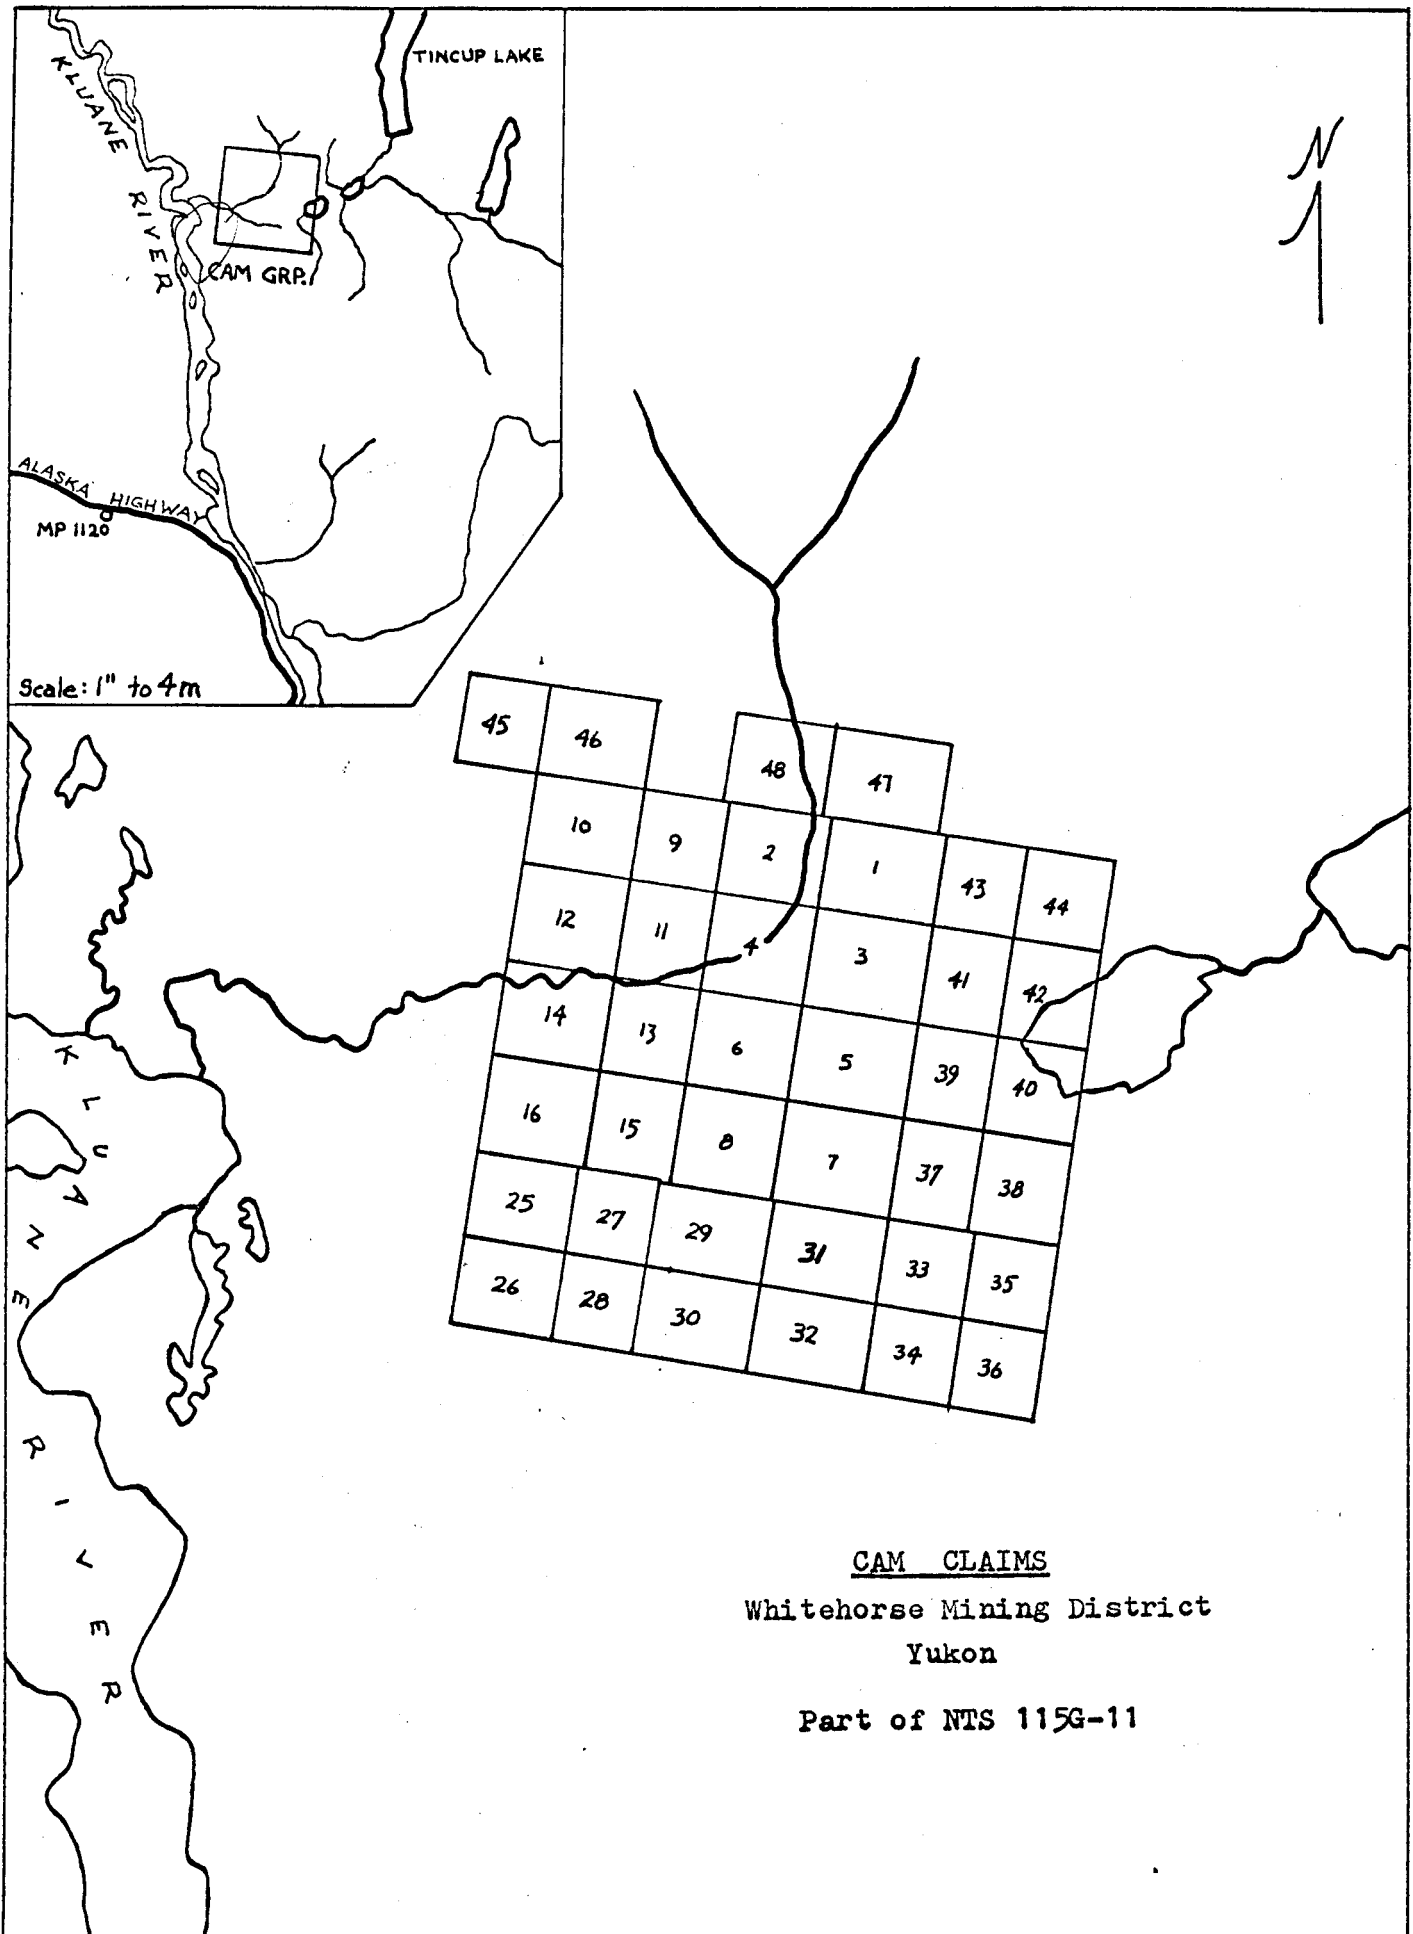 TINCUP LAKE
KLUANE RIVER
CAM GRP.
ALASKA HIGHWAY
MP 1120
Scale: 1" to 4m
N
45 46
48 47
10 9 2 1 43 44
12 11 4 3 41 42
14 13 6 5 39 40
16 15 8 7 37 38
25 27 29 31 33 35
26 28 30 32 34 36
KLUANE RIVER
CAM CLAIMS
Whitehorse Mining District
Yukon
Part of NTS 115G-11